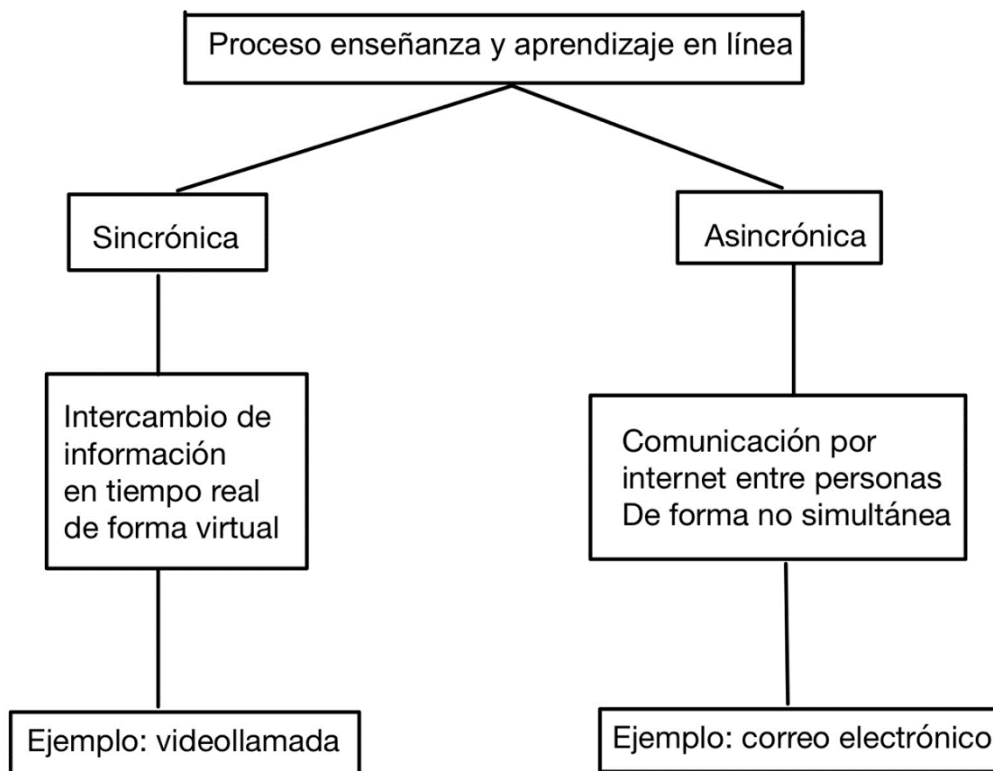 Proceso enseñanza y aprendizaje en línea
Sincrónica
Asincrónica
Intercambio de
información
en tiempo real
de forma virtual
Comunicación por
internet entre personas
De forma no simultánea
Ejemplo: videollamada
Ejemplo: correo electrónico